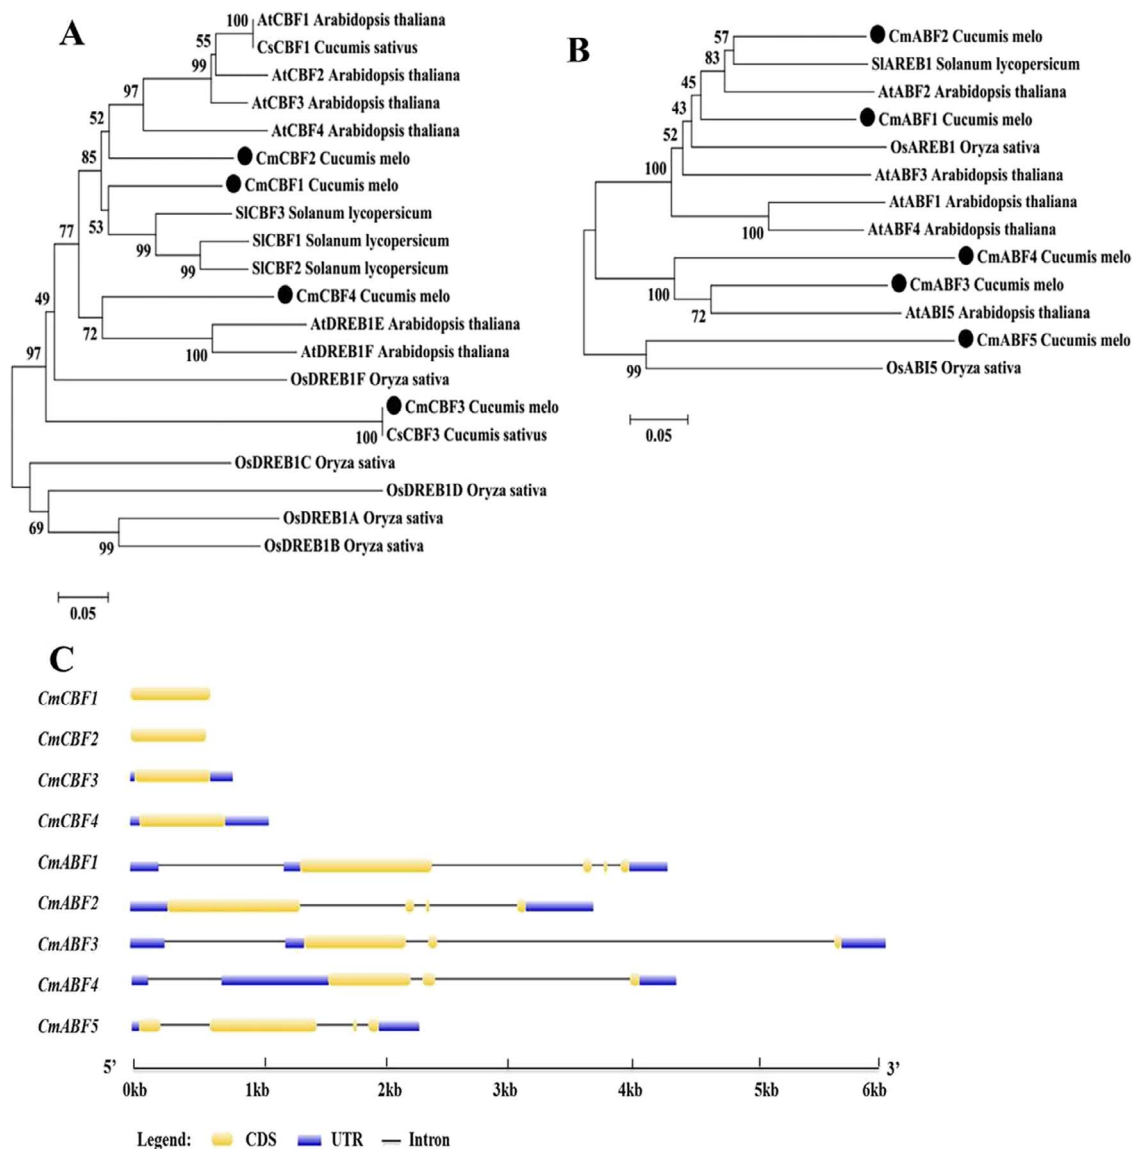 A
100 AtCBF1 Arabidopsis thaliana
55 CsCBF1 Cucumis sativus
99 AtCBF2 Arabidopsis thaliana
97 AtCBF3 Arabidopsis thaliana
52 AtCBF4 Arabidopsis thaliana
85 CmCBF2 Cucumis melo
CmCBF1 Cucumis melo
77 53 SlCBF3 Solanum lycopersicum
99 SlCBF1 Solanum lycopersicum
99 SlCBF2 Solanum lycopersicum
49 CmCBF4 Cucumis melo
72 AtDREB1E Arabidopsis thaliana
97 100 AtDREB1F Arabidopsis thaliana
OsDREB1F Oryza sativa
CmCBF3 Cucumis melo
100 CsCBF3 Cucumis sativus
OsDREB1C Oryza sativa
OsDREB1D Oryza sativa
69 OsDREB1A Oryza sativa
99 OsDREB1B Oryza sativa
0.05
B
57 CmABF2 Cucumis melo
83 SlAREB1 Solanum lycopersicum
45 AtABF2 Arabidopsis thaliana
43 CmABF1 Cucumis melo
52 OsAREB1 Oryza sativa
100 AtABF3 Arabidopsis thaliana
AtABF1 Arabidopsis thaliana
100 AtABF4 Arabidopsis thaliana
CmABF4 Cucumis melo
100 CmABF3 Cucumis melo
72 AtABI5 Arabidopsis thaliana
CmABF5 Cucumis melo
99 OsABI5 Oryza sativa
0.05
C
CmCBF1
CmCBF2
CmCBF3
CmCBF4
CmABF1
CmABF2
CmABF3
CmABF4
CmABF5
5’ 3’
0kb 1kb 2kb 3kb 4kb 5kb 6kb
Legend: CDS UTR Intron